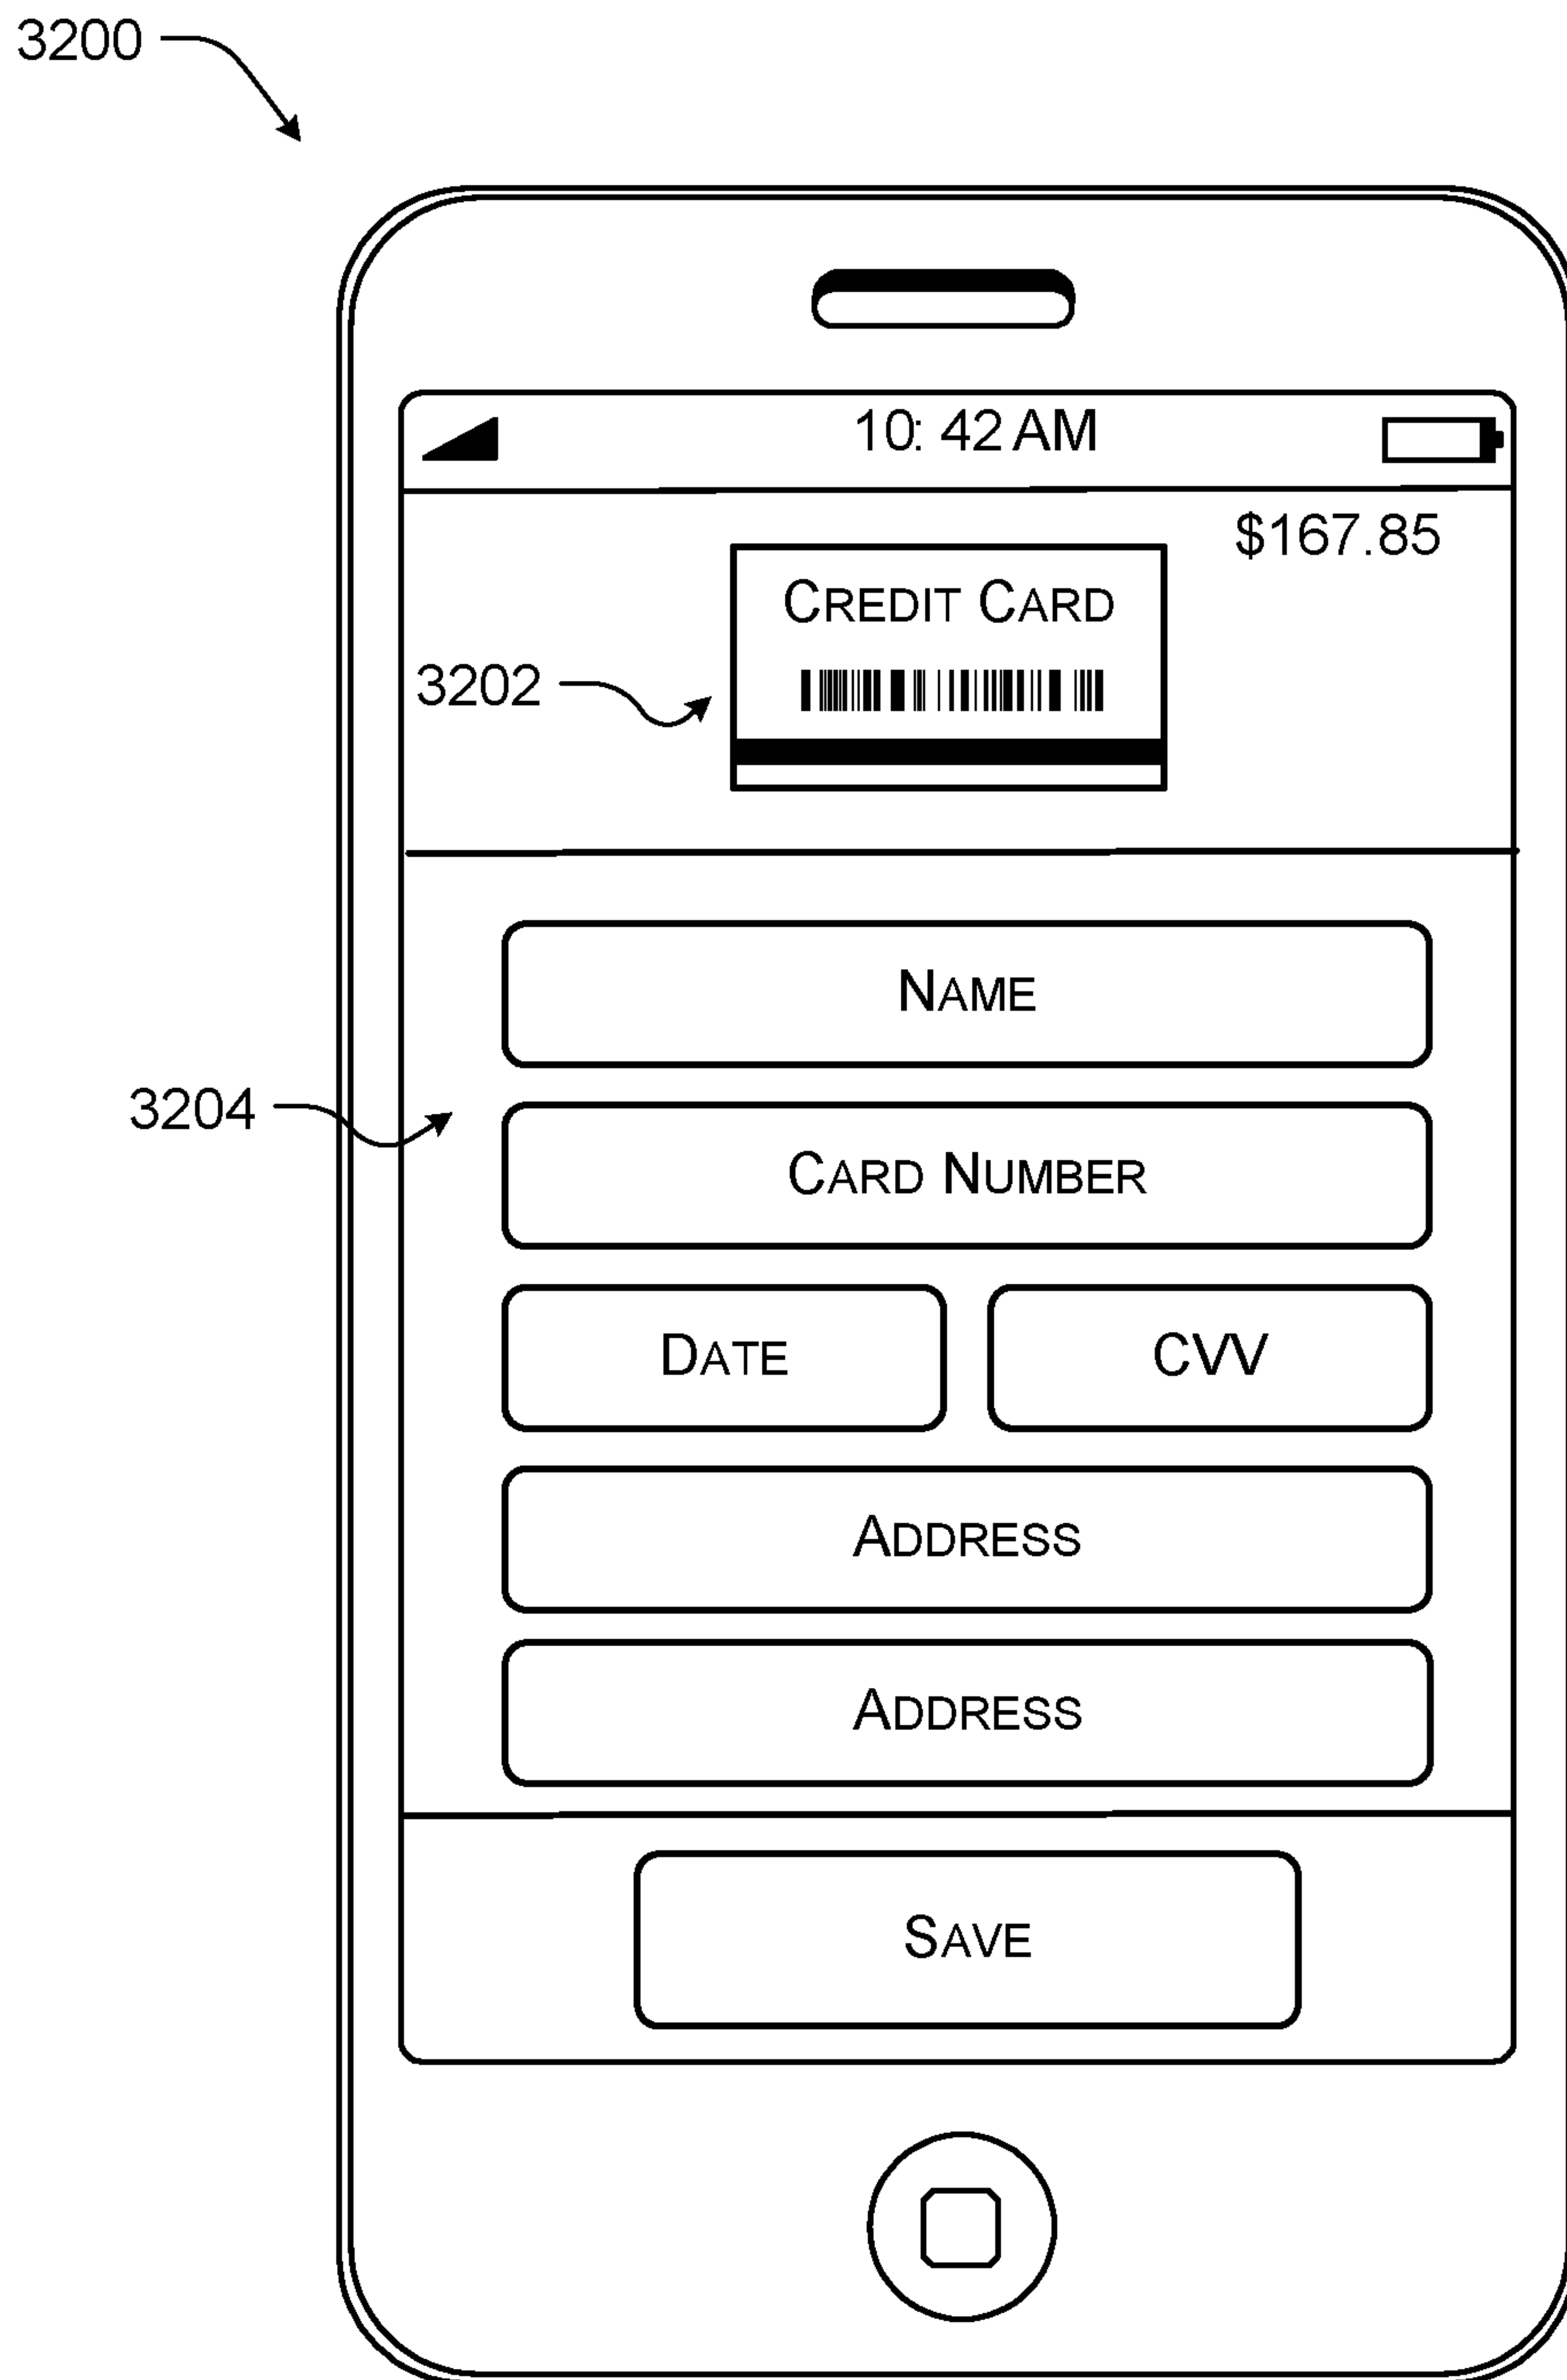 3200
10: 42 AM
$167.85
CREDIT CARD
3202
NAME
3204
CARD NUMBER
DATE
CVV
ADDRESS
ADDRESS
SAVE